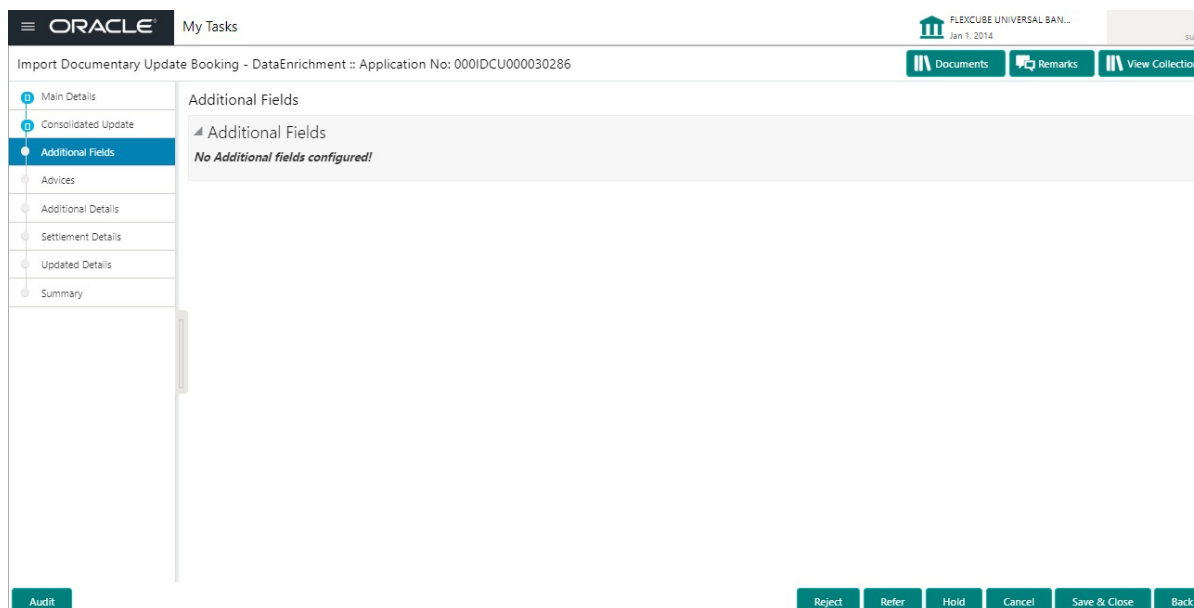 ORACLE
My Tasks
FLEXCUBE UNIVERSAL BAN...
Jan 1, 2014
su
Import Documentary Update Booking - DataEnrichment :: Application No: 000IDCU000030286
Documents
Remarks
View Collection
Main Details
Consolidated Update
Additional Fields
Advices
Additional Details
Settlement Details
Updated Details
Summary
Additional Fields
Additional Fields
No Additional fields configured!
Audit
Reject
Refer
Hold
Cancel
Save & Close
Back